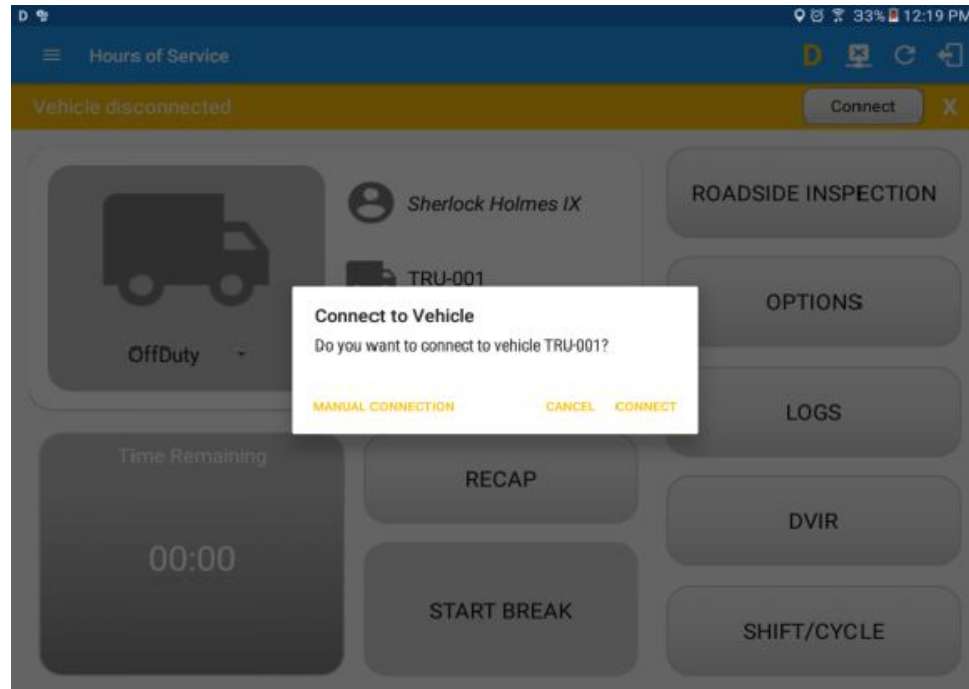 D
33% 12:19 PM
Hours of Service
D
Vehicle disconnected
Connect
X
Sherlock Holmes IX
TRU-001
OffDuty
ROADSIDE INSPECTION
OPTIONS
LOGS
DVIR
SHIFT/CYCLE
Connect to Vehicle
Do you want to connect to vehicle TRU-001?
MANUAL CONNECTION
CANCEL
CONNECT
Time Remaining
00:00
RECAP
START BREAK